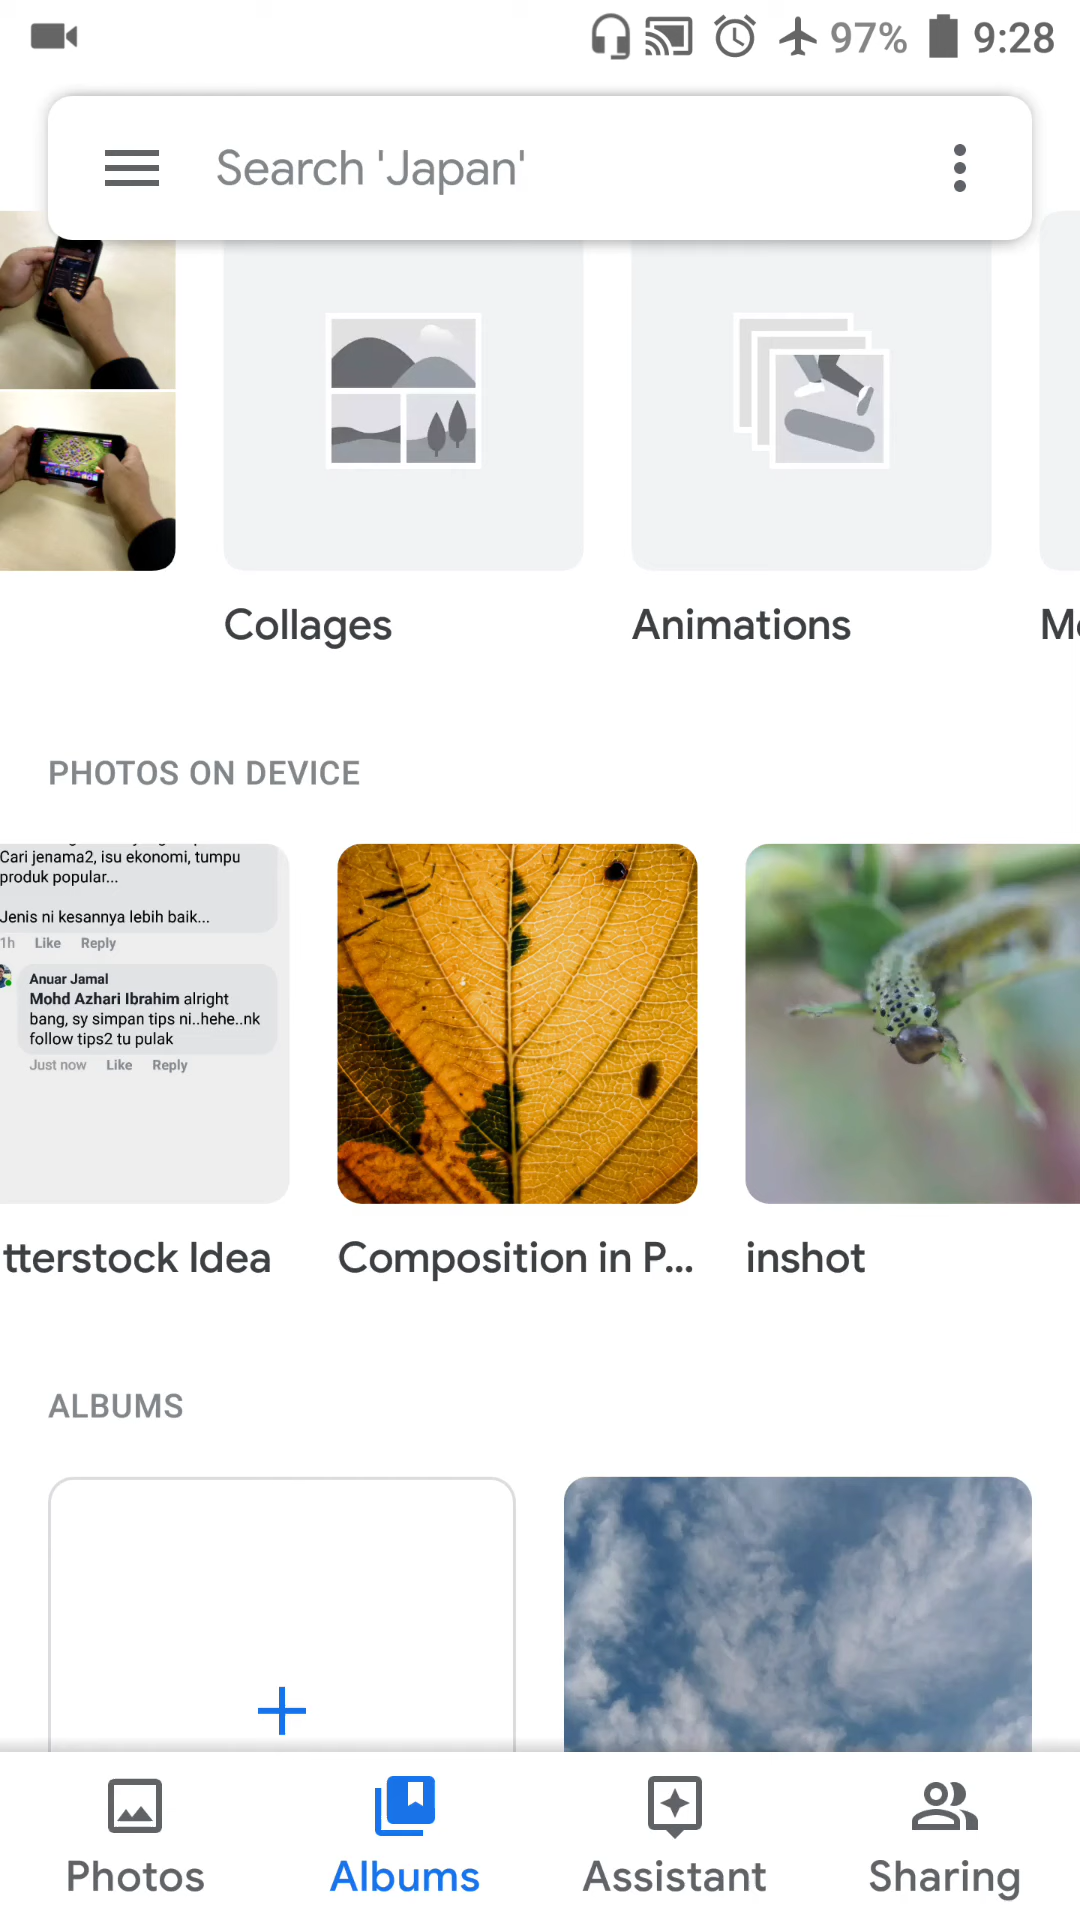 97% 9:28
Search 'Japan'
Collages
Animations
PHOTOS ON DEVICE
Cari jenama2, isu ekonomi, tumpu
produk popular...
Jenis ni kesannya lebih baik...
1h Like Reply
Anuar Jamal
Mohd Azhari Ibrahim alright
bang, sy simpan tips ni..hehe..nk
follow tips2 tu pulak
Just now Like Reply
tterstock Idea
Composition in P...
inshot
ALBUMS
Photos
Albums
Assistant
Sharing